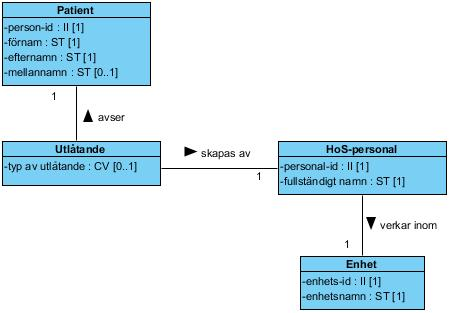 Patient
-person-id : II [1]
-förnam : ST [1]
-efternamn : ST [1]
-mellannamn : ST [0..1]
1
avser
Utlåtande
-typ av utlåtande : CV [0..1]
skapas av
1
HoS-personal
-personal-id : II [1]
-fullständigt namn : ST [1]
verkar inom
1
Enhet
-enhets-id : II [1]
-enhetsnamn : ST [1]